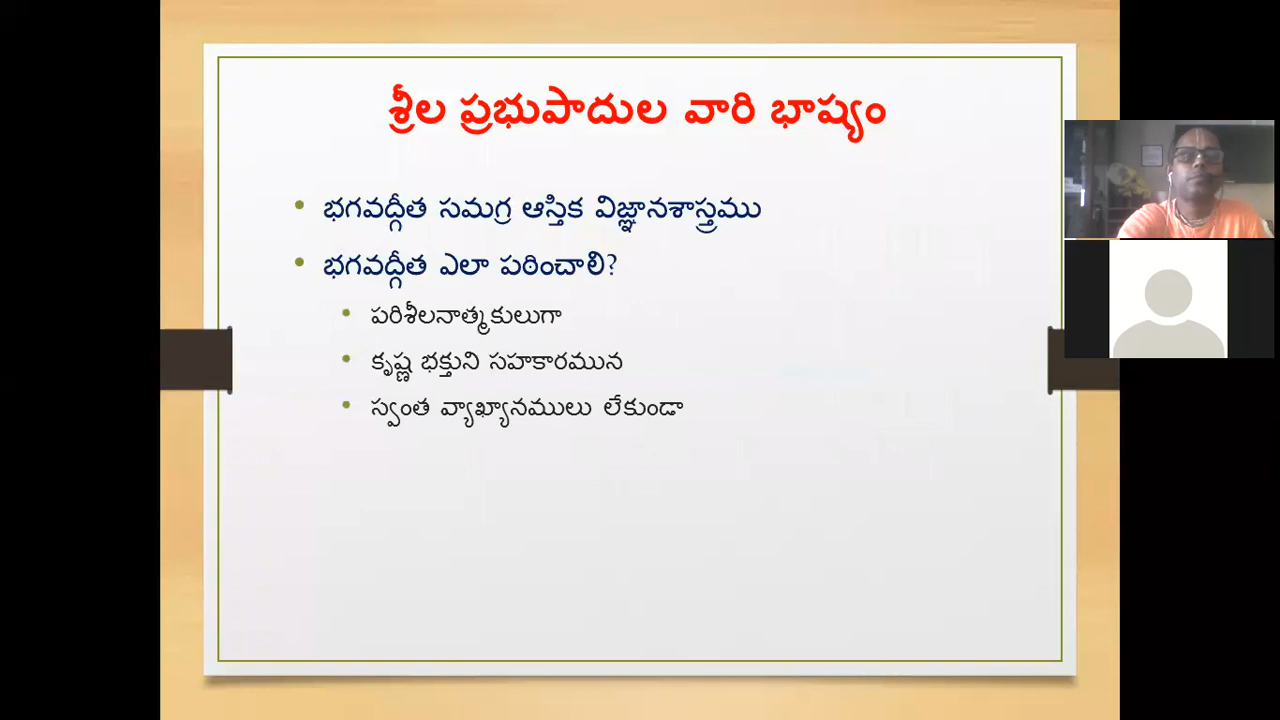 శ్రీల ప్రభుపాదుల వారి భాష్యం
భగవద్గీత సమగ్ర ఆస్తిక విజ్ఞానశాస్త్రము
భగవద్గీత ఎలా పఠించాలి?
పరిశీలనాత్మకులుగా
కృష్ణ భక్తుని సహకారమున
స్వంత వ్యాఖ్యానములు లేకుండా